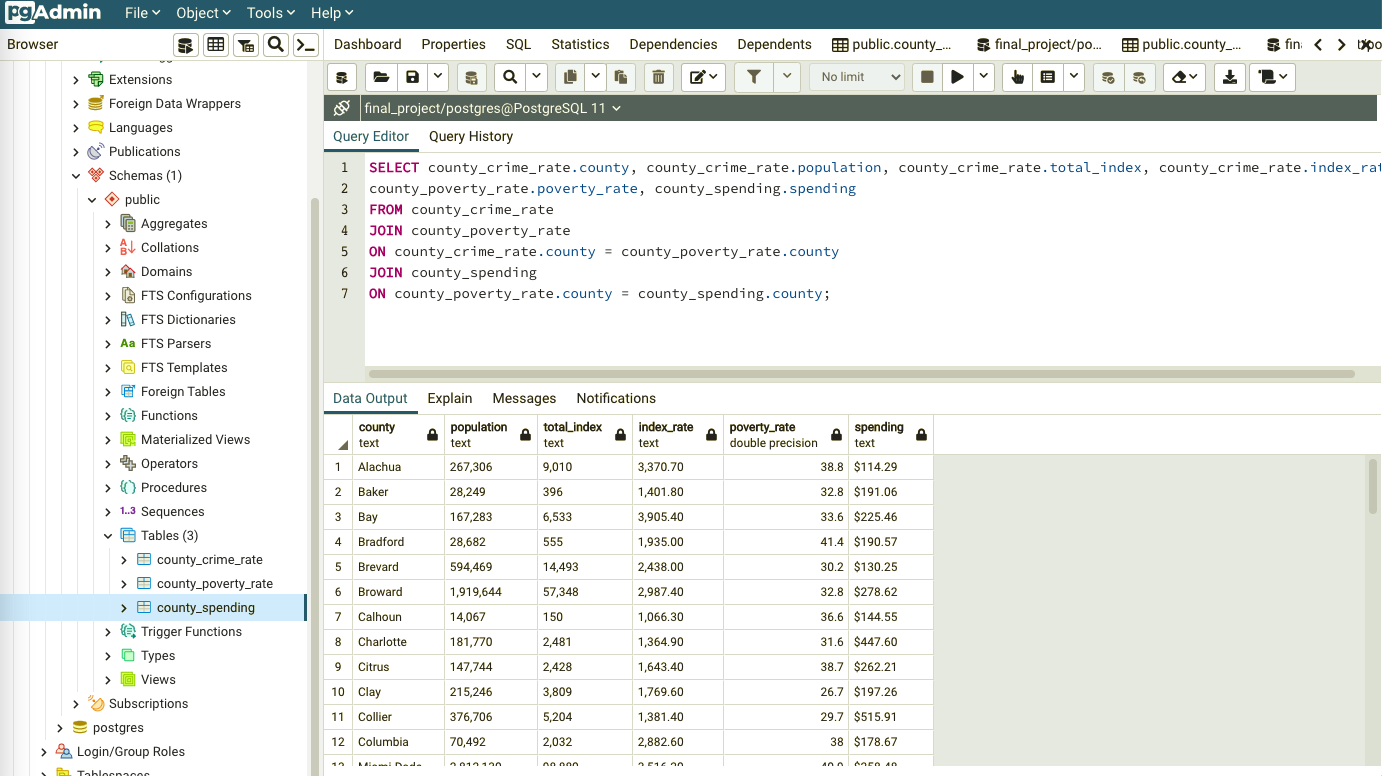 pgAdmin File Object Tools Help
Browser
Dashboard Properties SQL Statistics Dependencies Dependents public.county_... final_project/po... public.county_...
No limit
final_project/postgres@PostgreSQL 11
Query Editor Query History
1 SELECT county_crime_rate.county, county_crime_rate.population, county_crime_rate.total_index, county_crime_rate.index_rat
2 county_poverty_rate.poverty_rate, county_spending.spending
3 FROM county_crime_rate
4 JOIN county_poverty_rate
5 ON county_crime_rate.county = county_poverty_rate.county
6 JOIN county_spending
7 ON county_poverty_rate.county = county_spending.county;
Extensions
Foreign Data Wrappers
Languages
Publications
Schemas (1)
public
Aggregates
Collations
Domains
FTS Configurations
FTS Dictionaries
Aa FTS Parsers
FTS Templates
Foreign Tables
Functions
Materialized Views
Operators
Procedures
1..3 Sequences
Tables (3)
county_crime_rate
county_poverty_rate
county_spending
Trigger Functions
Types
Views
Subscriptions
postgres
Login/Group Roles
Tablespaces
Data Output Explain Messages Notifications
county population total_index index_rate poverty_rate spending
text text text text double precision text
1 Alachua 267,306 9,010 3,370.70 38.8 $114.29
2 Baker 28,249 396 1,401.80 32.8 $191.06
3 Bay 167,283 6,533 3,905.40 33.6 $225.46
4 Bradford 28,682 555 1,935.00 41.4 $190.57
5 Brevard 594,469 14,493 2,438.00 30.2 $130.25
6 Broward 1,919,644 57,348 2,987.40 32.8 $278.62
7 Calhoun 14,067 150 1,066.30 36.6 $144.55
8 Charlotte 181,770 2,481 1,364.90 31.6 $447.60
9 Citrus 147,744 2,428 1,643.40 38.7 $262.21
10 Clay 215,246 3,809 1,769.60 26.7 $197.26
11 Collier 376,706 5,204 1,381.40 29.7 $515.91
12 Columbia 70,492 2,032 2,882.60 38 $178.67